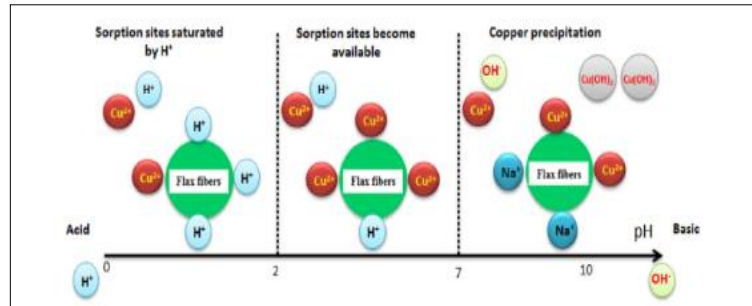 Sorption sites saturated
by H⁺
Sorption sites become
available
Copper precipitation
H⁺
Cu²⁺
H⁺
Cu²⁺
Flax fibers
H⁺
H⁺
H⁺
Cu²⁺
Cu²⁺
Cu²⁺
Flax fibers
Cu²⁺
H⁺
OH⁻
Cu(OH)₂
Cu(OH)₂
Cu²⁺
Cu²⁺
Na⁺
Flax fibers
Cu²⁺
Na⁺
Acid
pH
Basic
0
2
7
10
H⁺
OH⁻